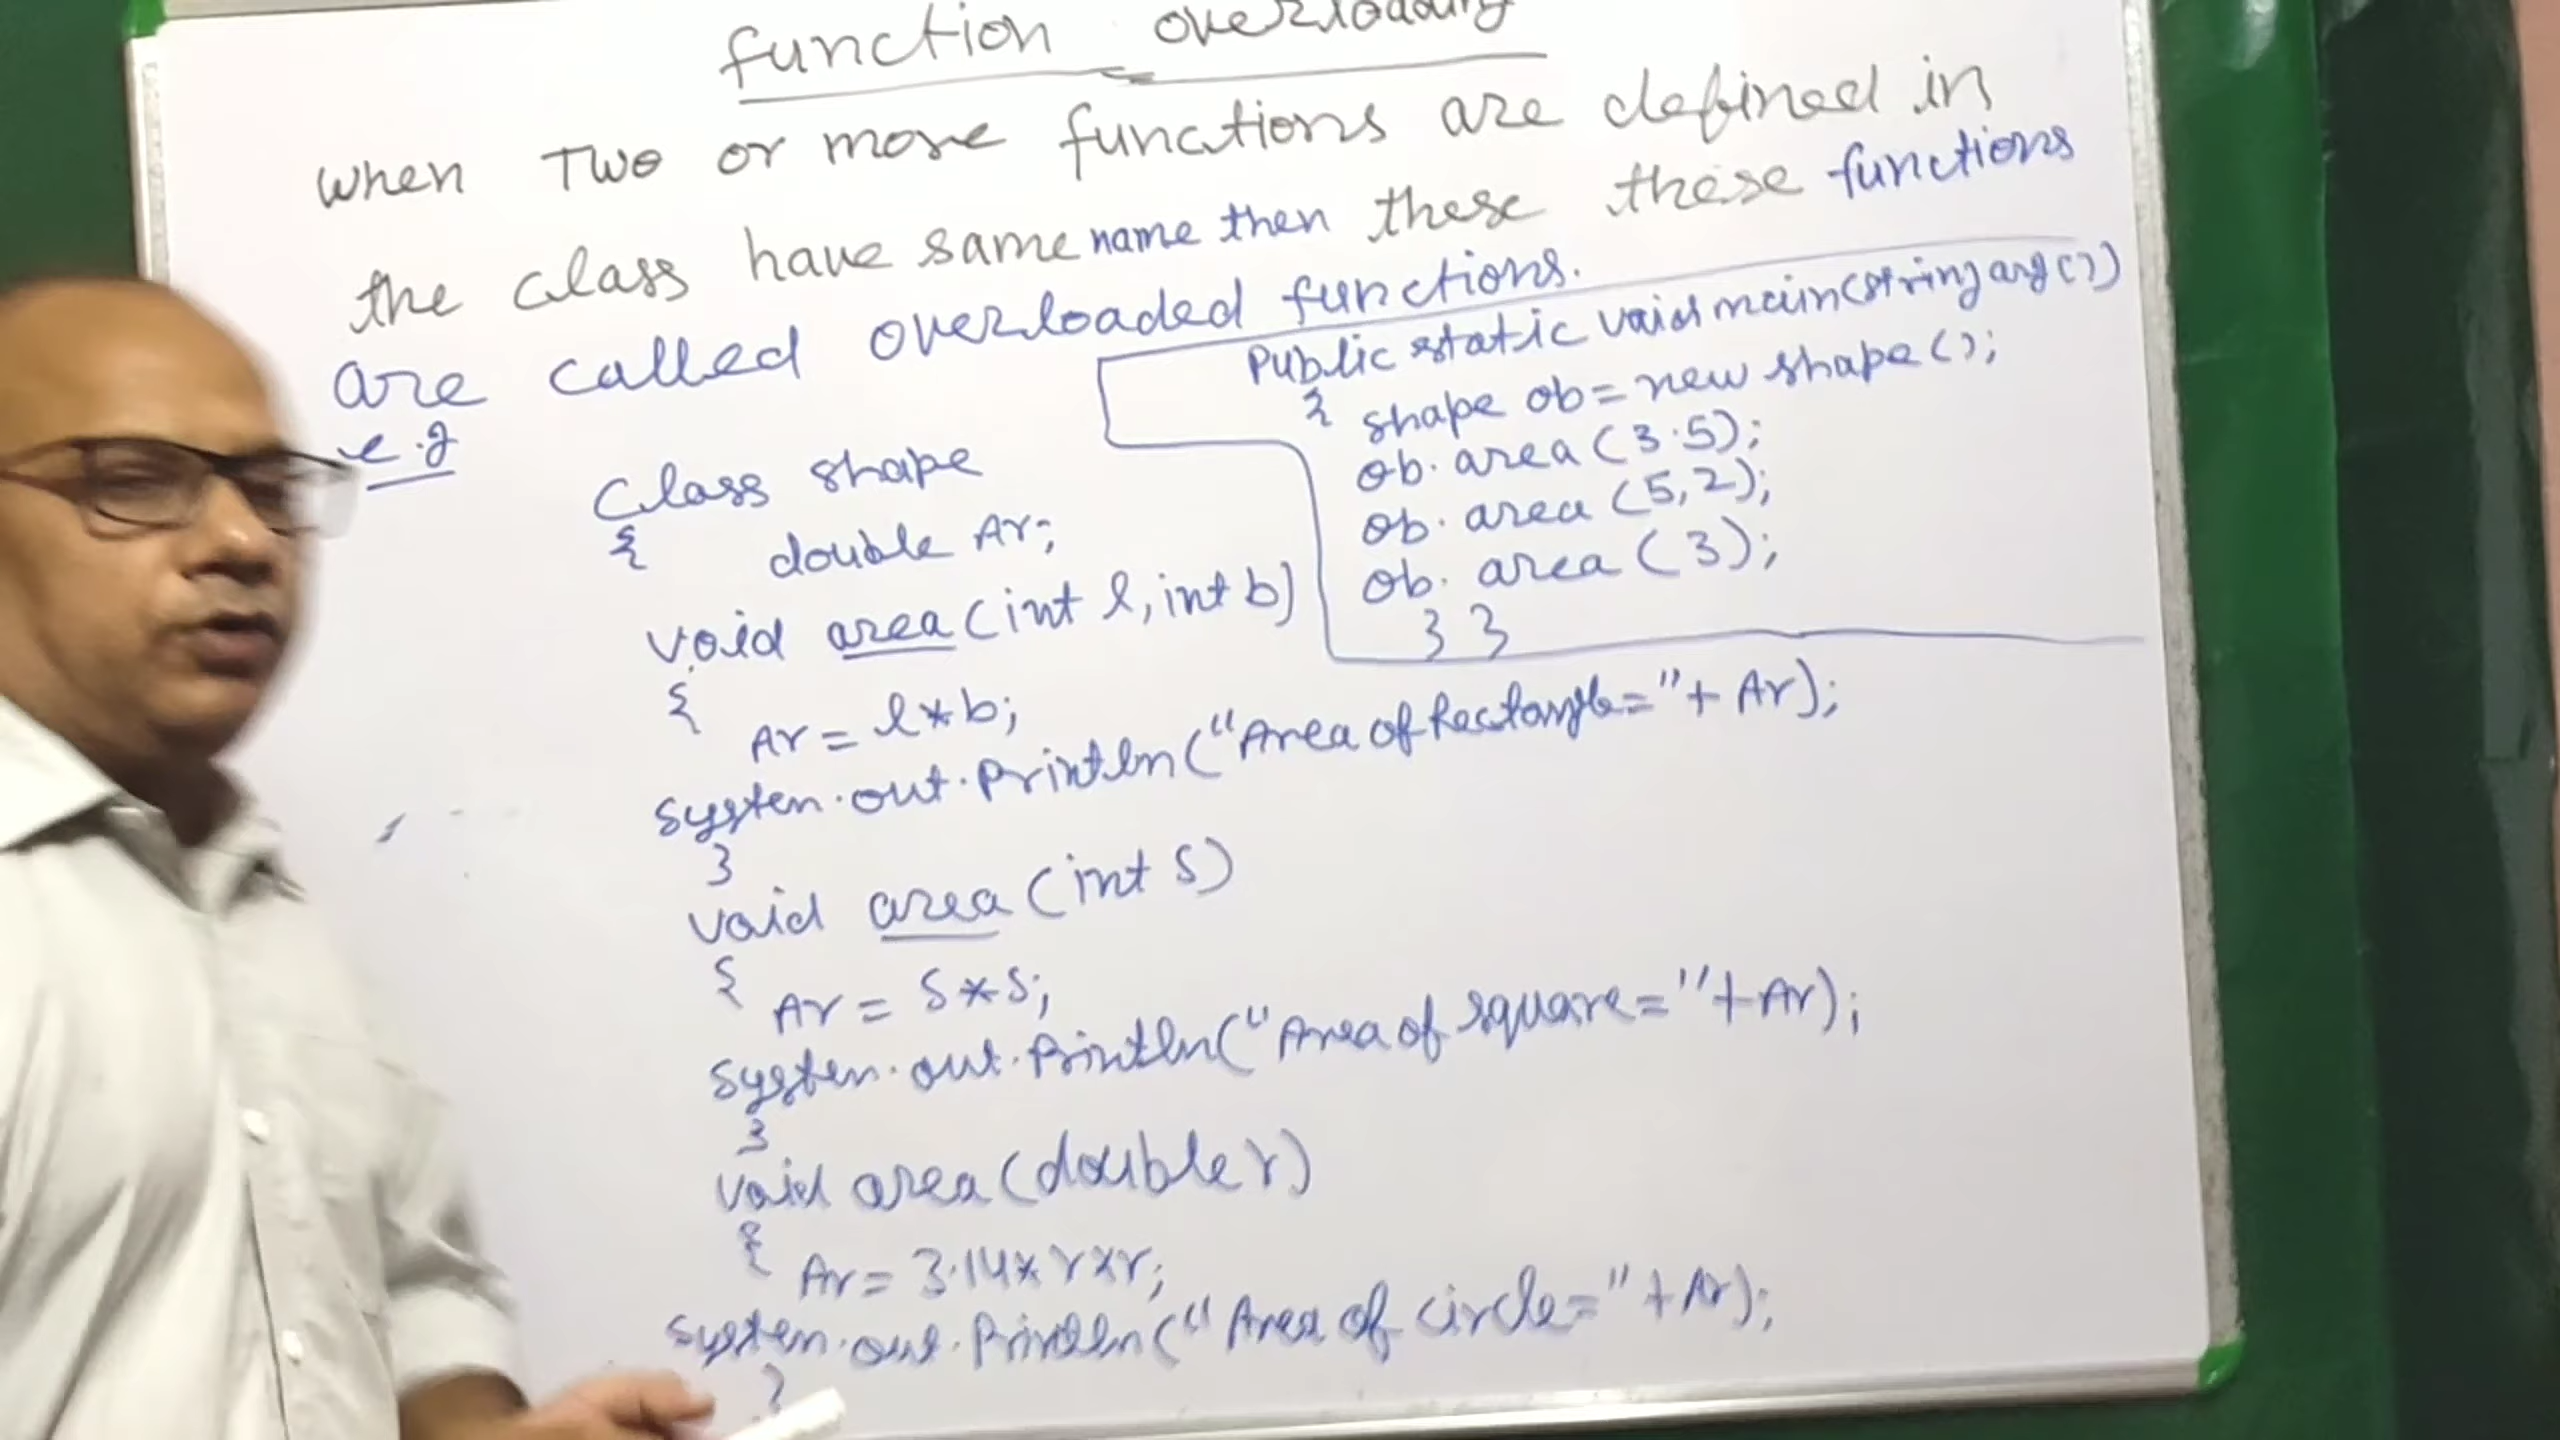 function overloading
when Two or more functions are defined in
the class have same name then these these functions
are called overloaded functions.
e.g
class shape
{ double Ar;
void area (int l, int b)
{
Ar = l*b;
system.out.println("Area of Rectangle="+ Ar);
}
void area (int s)
{ Ar = s*s;
system.out.println("Area of square="+Ar);
}
void area (double r)
{ Ar = 3.14*r*r;
system.out.println("Area of circle="+Ar);
}
Public static void main(string arg[])
{ shape ob = new shape();
ob. area (3.5);
ob. area (5,2);
ob. area (3);
} }